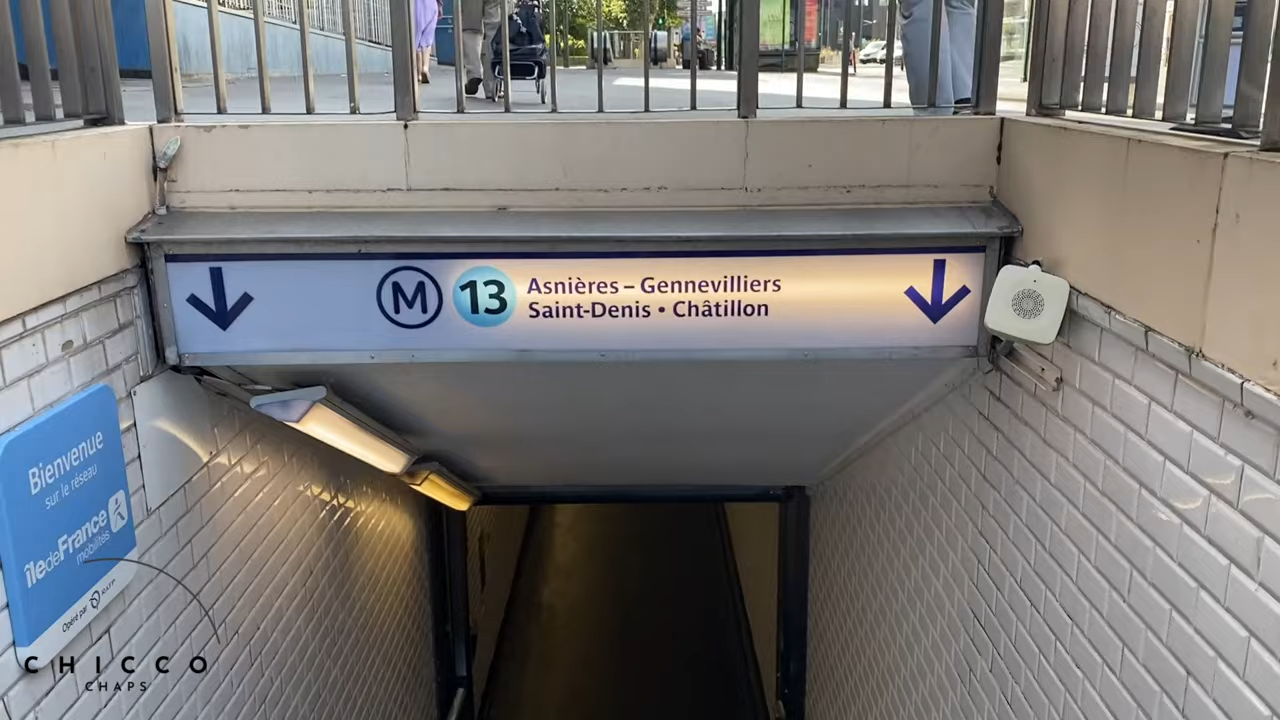 M 13 Asnières – Gennevilliers
Saint-Denis • Châtillon
Bienvenue
sur le réseau
îledeFrance
mobilités
Opéré par RATP
CHICCO
CHAPS